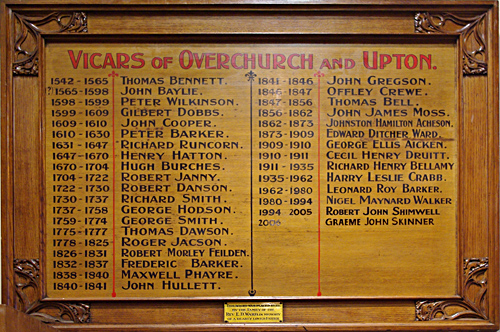 VICARS OF OVERCHURCH AND UPTON.
1542 - 1565 THOMAS BENNETT.
(?)1565-1598 JOHN BAYLIE.
1598 - 1599 PETER WILKINSON.
1599 - 1609 GILBERT DOBBS.
1609 - 1610 JOHN COOPER.
1610 - 1630 PETER BARKER.
1631 - 1647 RICHARD RUNCORN.
1647 - 1670 HENRY HATTON.
1670 - 1704 HUGH BURCHES.
1704 - 1722 ROBERT JANNY.
1722 - 1730 ROBERT DANSON.
1730 - 1737 RICHARD SMITH.
1737 - 1758 GEORGE HODSON.
1759 - 1774 GEORGE SMITH.
1775 - 1777 THOMAS DAWSON.
1778 - 1825 ROGER JACSON.
1826 - 1831 ROBERT MORLEY FEILDEN.
1832 - 1837 FREDERIC BARKER.
1838 - 1840 MAXWELL PHAYRE.
1840 - 1841 JOHN HULLETT.
1841 - 1846 JOHN GREGSON.
1846 - 1847 OFFLEY CREWE.
1847 - 1856 THOMAS BELL.
1856 - 1862 JOHN JAMES MOSS.
1862 - 1873 JOHNSTON HAMILTON ACHESON.
1873 - 1909 EDWARD DITCHER WARD.
1909 - 1910 GEORGE ELLIS AICKEN.
1910 - 1911 CECIL HENRY DRUITT.
1911 - 1935 RICHARD HENRY BELLAMY
1935 - 1962 HARRY LESLIE CRABB.
1962 - 1980 LEONARD ROY BARKER.
1980 - 1994 NIGEL MAYNARD WALKER
1994 2005 ROBERT JOHN SHIMWELL
GRAEME JOHN SKINNER